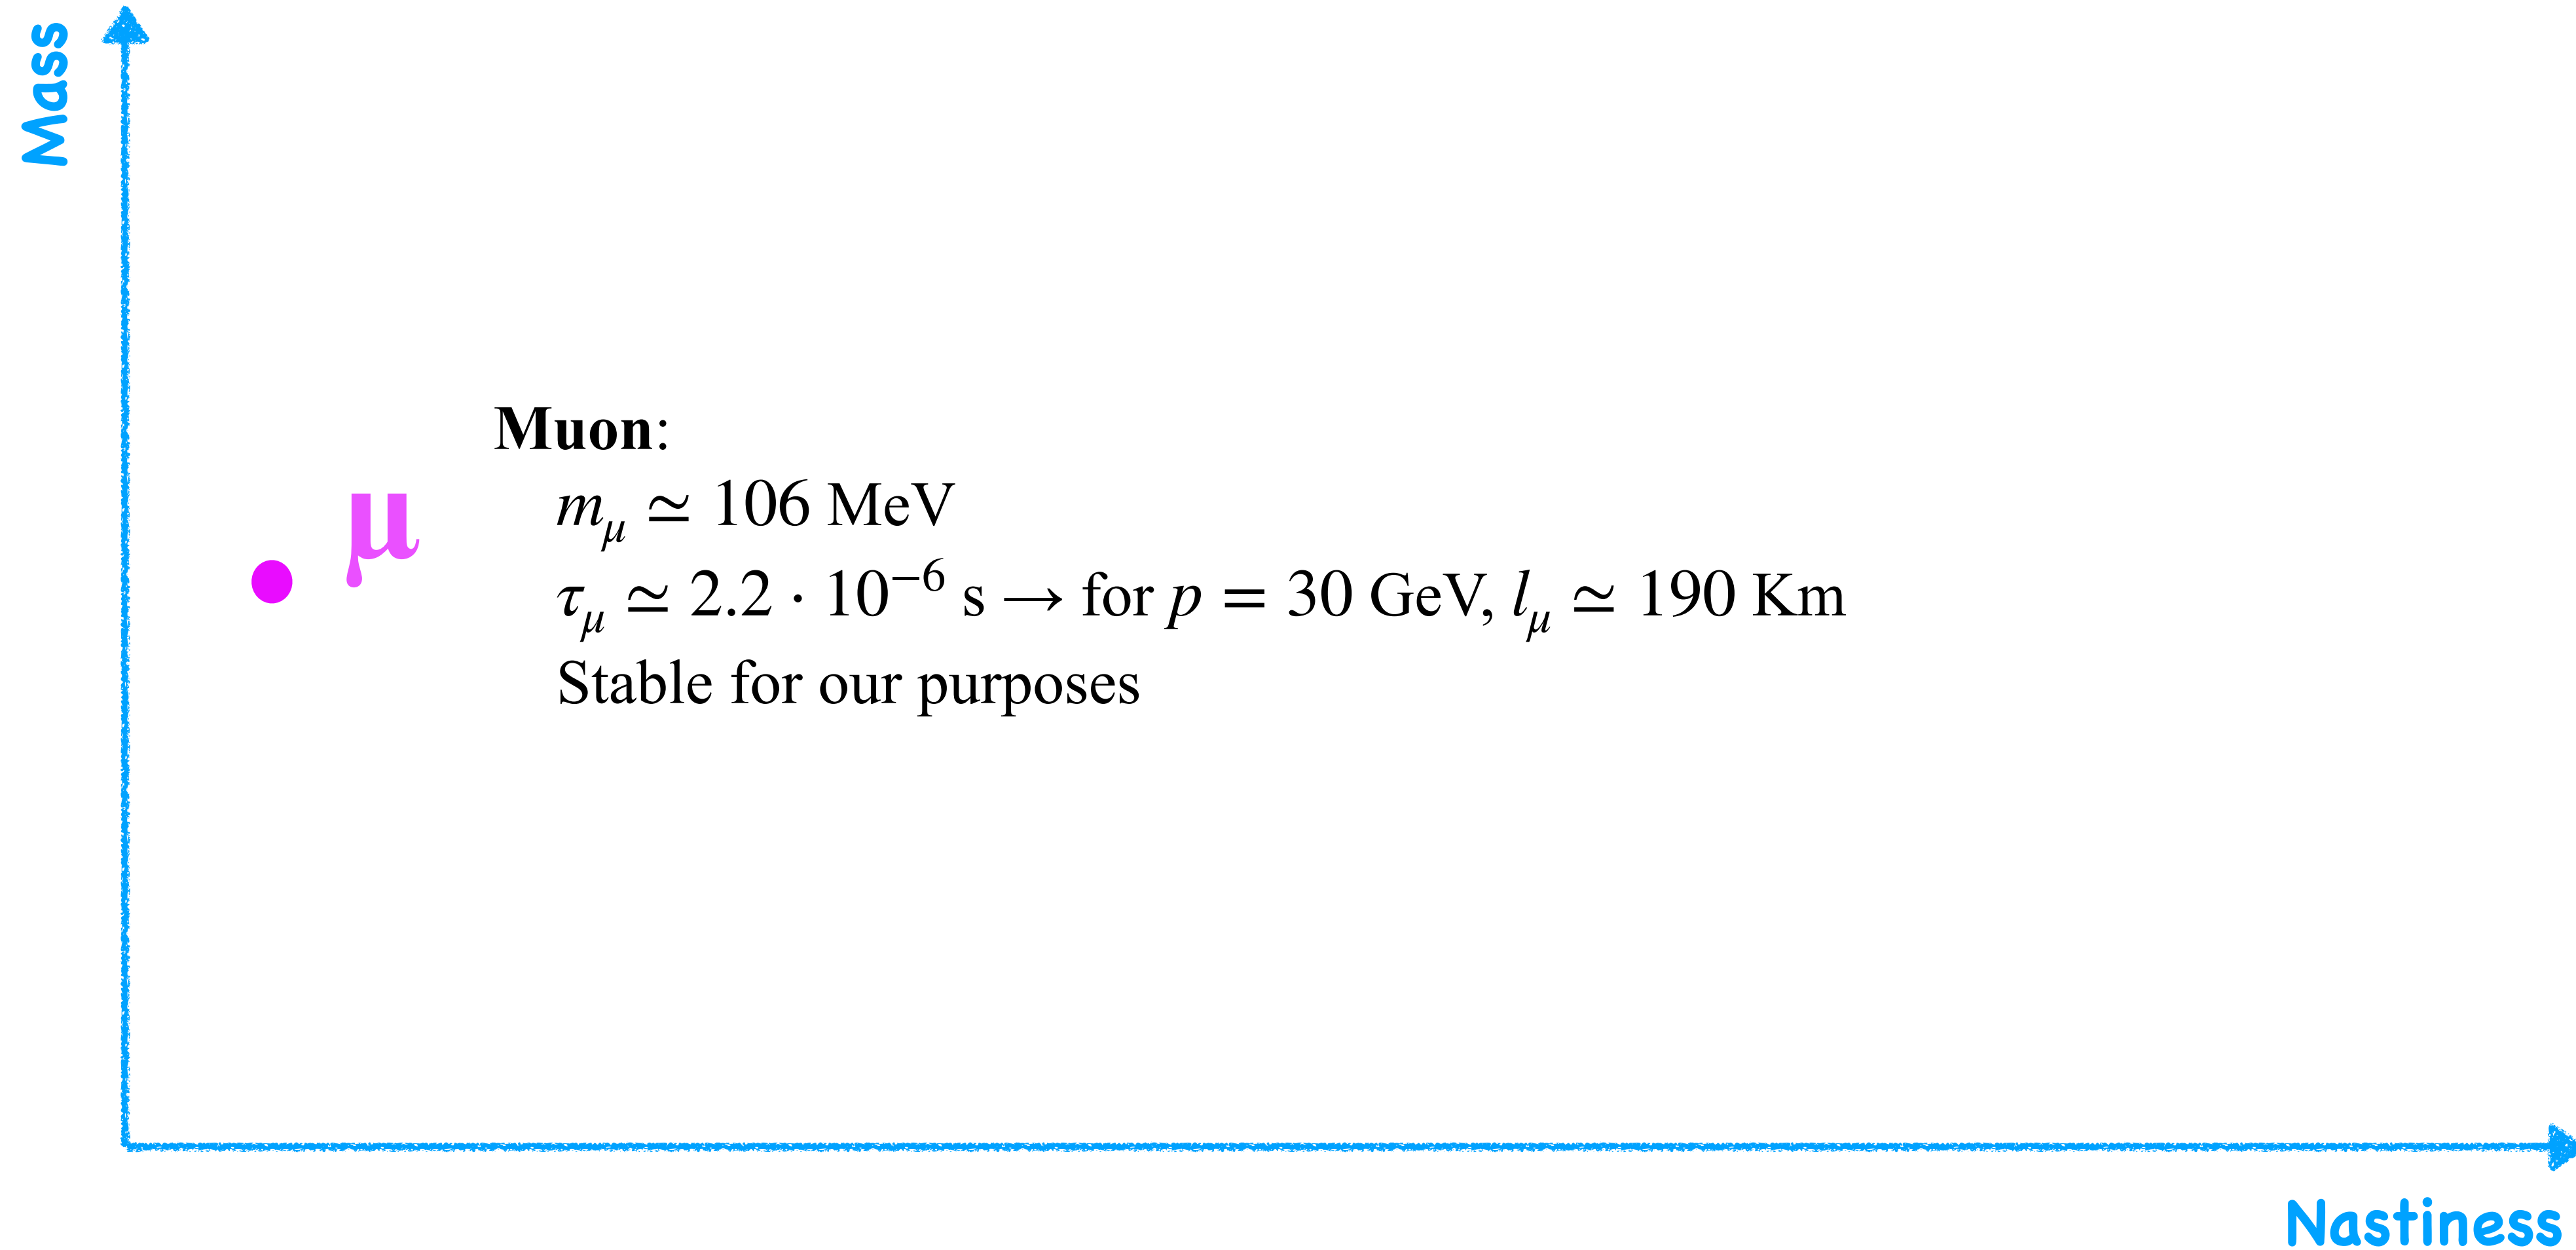 Mass
Muon:
μ
m_μ ≃ 106 MeV
τ_μ ≃ 2.2 · 10^{−6} s → for p = 30 GeV, l_μ ≃ 190 Km
Stable for our purposes
Nastiness